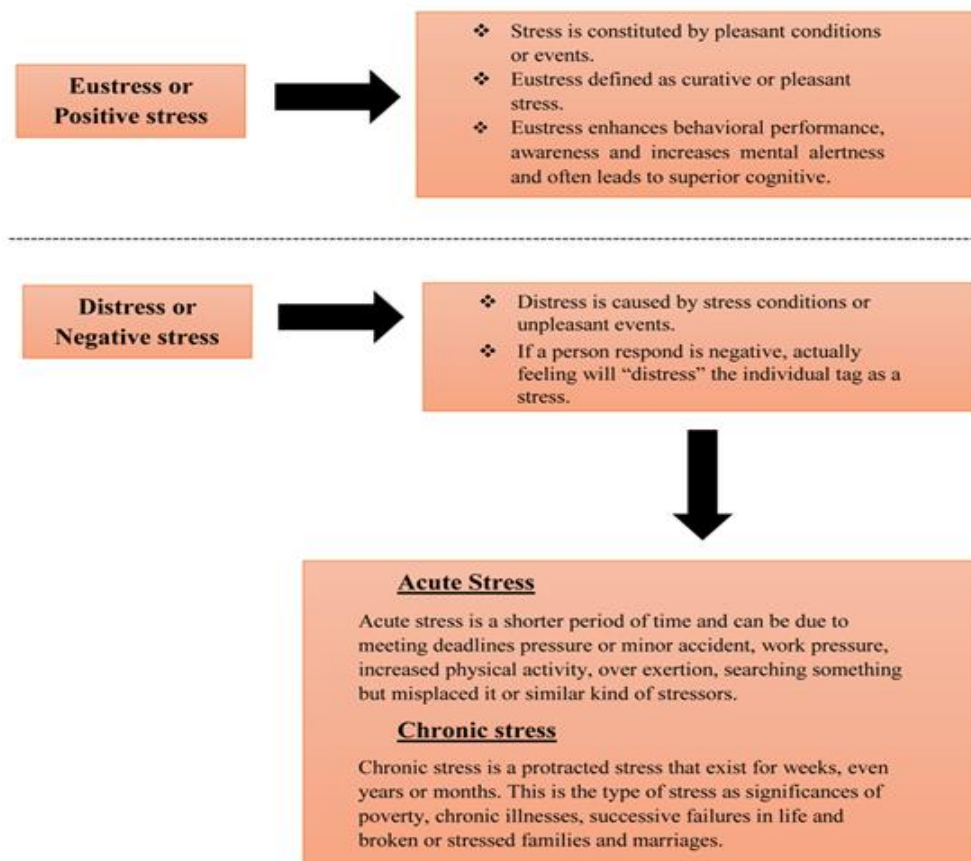 Eustress or
Positive stress
❖ Stress is constituted by pleasant conditions
or events.
❖ Eustress defined as curative or pleasant
stress.
❖ Eustress enhances behavioral performance,
awareness and increases mental alertness
and often leads to superior cognitive.
Distress or
Negative stress
❖ Distress is caused by stress conditions or
unpleasant events.
❖ If a person respond is negative, actually
feeling will “distress” the individual tag as a
stress.
Acute Stress
Acute stress is a shorter period of time and can be due to
meeting deadlines pressure or minor accident, work pressure,
increased physical activity, over exertion, searching something
but misplaced it or similar kind of stressors.
Chronic stress
Chronic stress is a protracted stress that exist for weeks, even
years or months. This is the type of stress as significances of
poverty, chronic illnesses, successive failures in life and
broken or stressed families and marriages.